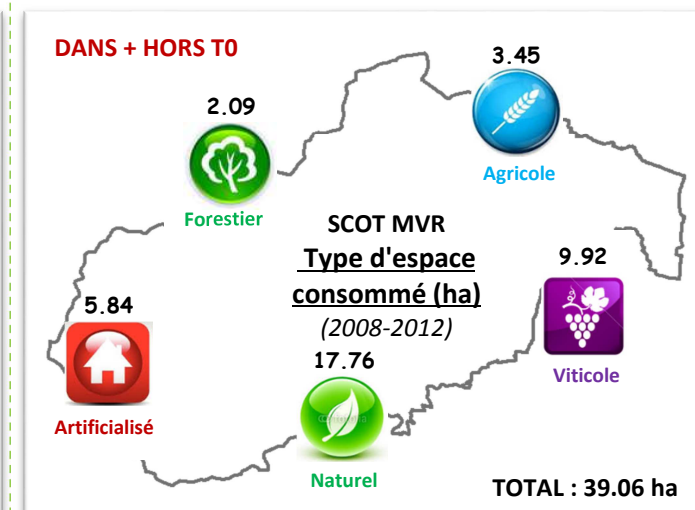 DANS + HORS T0
3.45
2.09
Agricole
Forestier
SCOT MVR
Type d'espace
consommé (ha)
(2008-2012)
9.92
5.84
17.76
Viticole
Artificialisé
Naturel
TOTAL : 39.06 ha